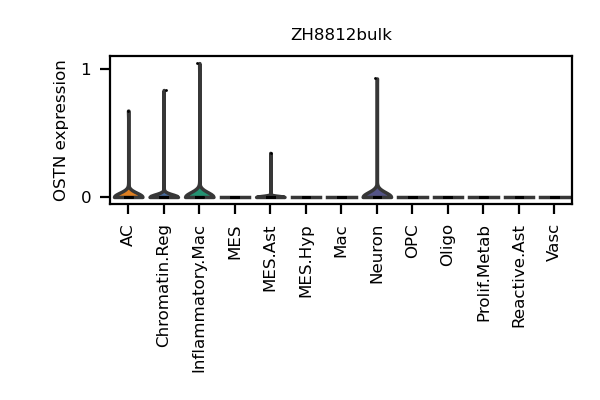 ZH8812bulk
OSTN expression
1
0
AC
Chromatin.Reg
Inflammatory.Mac
MES
MES.Ast
MES.Hyp
Mac
Neuron
OPC
Oligo
Prolif.Metab
Reactive.Ast
Vasc